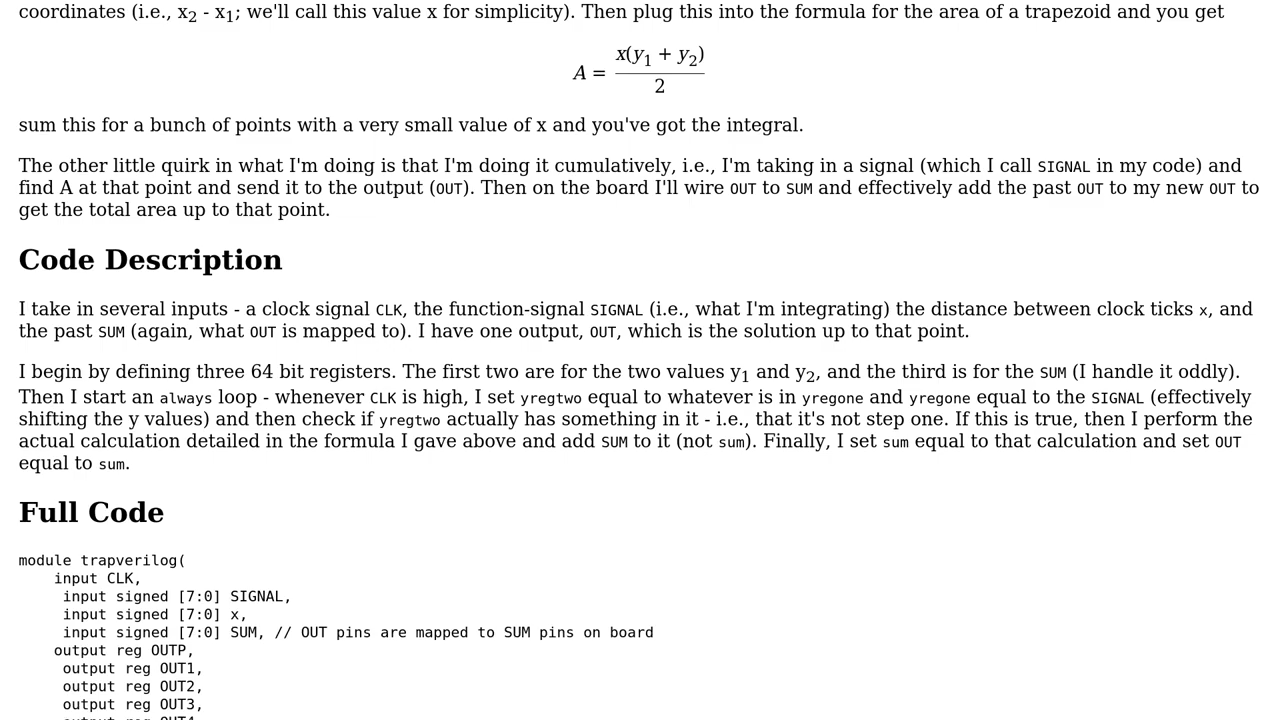 coordinates (i.e., x2 - x1; we'll call this value x for simplicity). Then plug this into the formula for the area of a trapezoid and you get
A = x(y1 + y2) / 2
sum this for a bunch of points with a very small value of x and you've got the integral.
The other little quirk in what I'm doing is that I'm doing it cumulatively, i.e., I'm taking in a signal (which I call SIGNAL in my code) and
find A at that point and send it to the output (OUT). Then on the board I'll wire OUT to SUM and effectively add the past OUT to my new OUT to
get the total area up to that point.
Code Description
I take in several inputs - a clock signal CLK, the function-signal SIGNAL (i.e., what I'm integrating) the distance between clock ticks x, and
the past SUM (again, what OUT is mapped to). I have one output, OUT, which is the solution up to that point.
I begin by defining three 64 bit registers. The first two are for the two values y1 and y2, and the third is for the SUM (I handle it oddly).
Then I start an always loop - whenever CLK is high, I set yregtwo equal to whatever is in yregone and yregone equal to the SIGNAL (effectively
shifting the y values) and then check if yregtwo actually has something in it - i.e., that it's not step one. If this is true, then I perform the
actual calculation detailed in the formula I gave above and add SUM to it (not sum). Finally, I set sum equal to that calculation and set OUT
equal to sum.
Full Code
module trapverilog(
    input CLK,
     input signed [7:0] SIGNAL,
     input signed [7:0] x,
     input signed [7:0] SUM, // OUT pins are mapped to SUM pins on board
    output reg OUTP,
     output reg OUT1,
     output reg OUT2,
     output reg OUT3,
     output reg OUT4